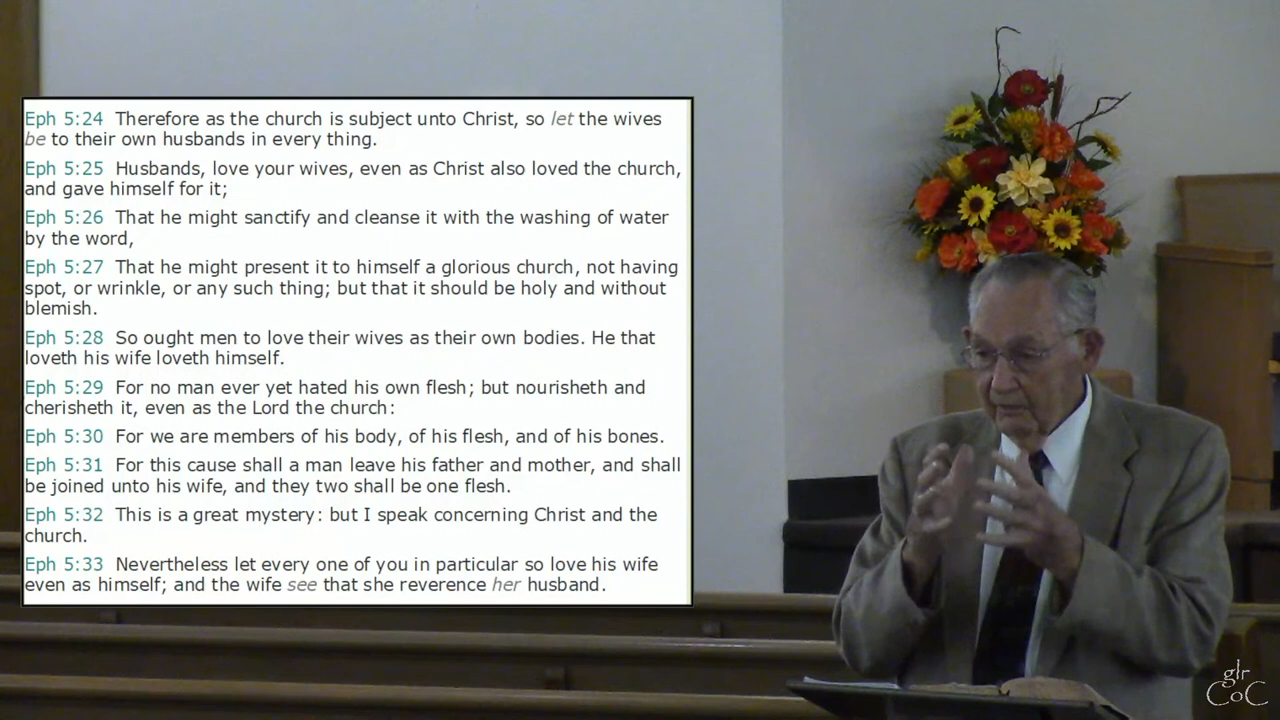 Eph 5:24 Therefore as the church is subject unto Christ, so let the wives
be to their own husbands in every thing.
Eph 5:25 Husbands, love your wives, even as Christ also loved the church,
and gave himself for it;
Eph 5:26 That he might sanctify and cleanse it with the washing of water
by the word,
Eph 5:27 That he might present it to himself a glorious church, not having
spot, or wrinkle, or any such thing; but that it should be holy and without
blemish.
Eph 5:28 So ought men to love their wives as their own bodies. He that
loveth his wife loveth himself.
Eph 5:29 For no man ever yet hated his own flesh; but nourisheth and
cherisheth it, even as the Lord the church:
Eph 5:30 For we are members of his body, of his flesh, and of his bones.
Eph 5:31 For this cause shall a man leave his father and mother, and shall
be joined unto his wife, and they two shall be one flesh.
Eph 5:32 This is a great mystery: but I speak concerning Christ and the
church.
Eph 5:33 Nevertheless let every one of you in particular so love his wife
even as himself; and the wife see that she reverence her husband.
glr
CoC